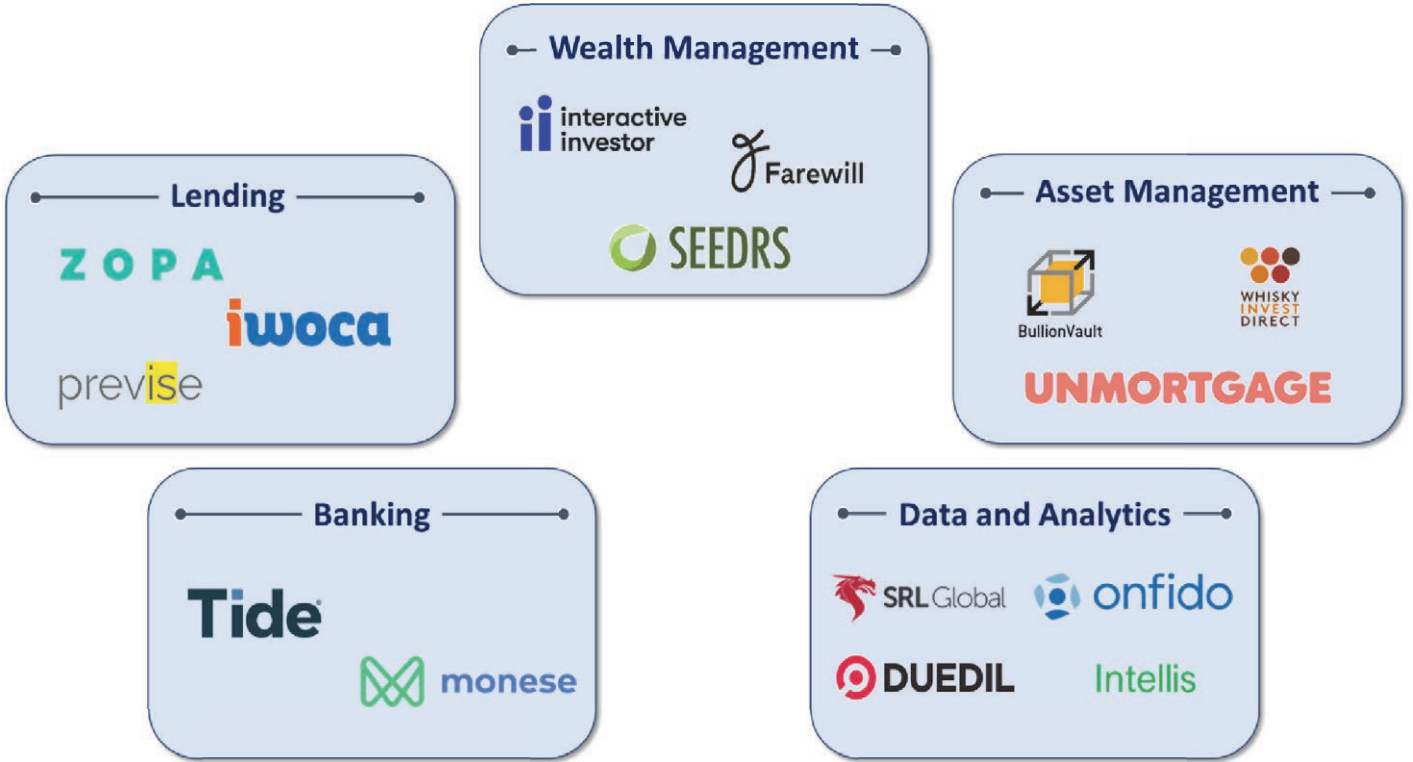 Wealth Management
interactive
investor
Farewill
SEEDRS
Lending
ZOPA
iwoca
previse
Asset Management
BullionVault
WHISKY
INVEST
DIRECT
UNMORTGAGE
Banking
Tide
monese
Data and Analytics
SRL Global
onfido
DUEDIL
Intellis